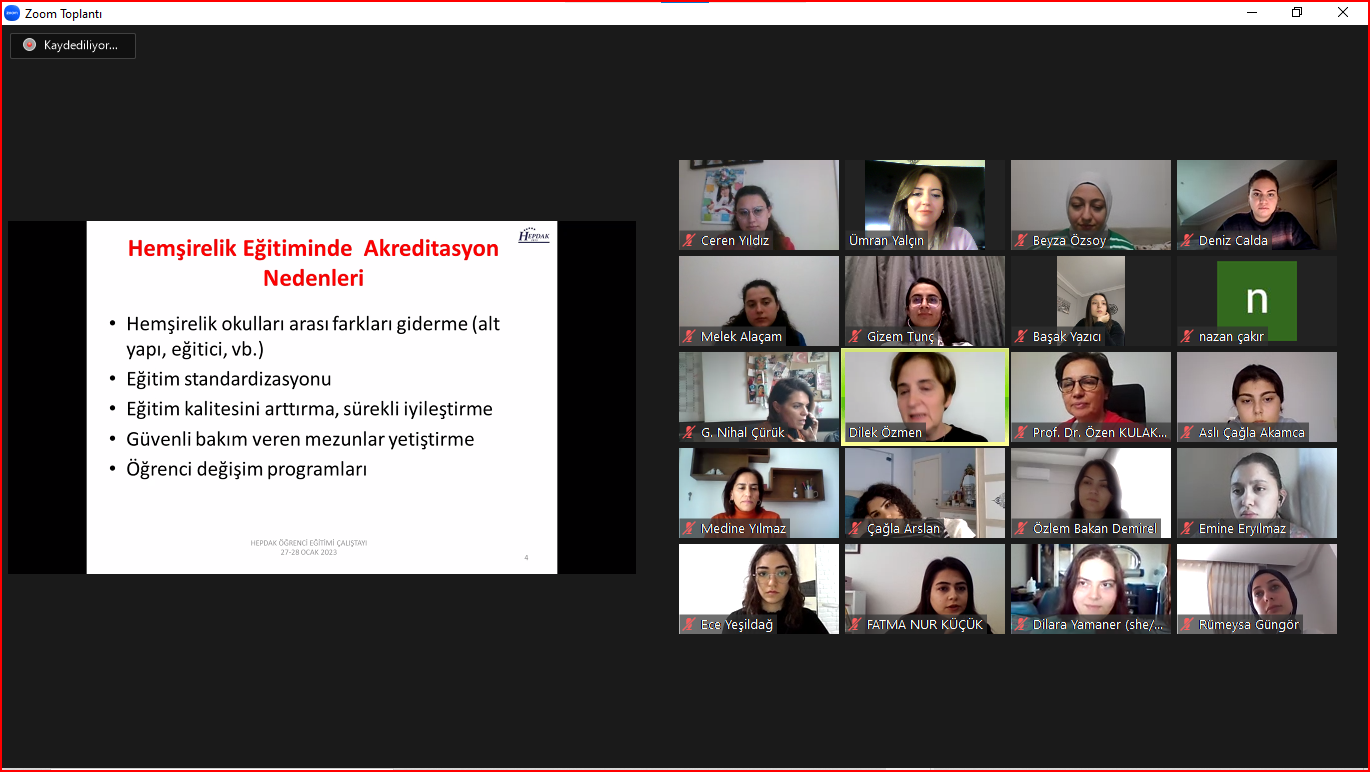 zoom Zoom Toplantı
Kaydediliyor...
HEPDAK
Hemşirelik Eğitiminde Akreditasyon
Nedenleri
• Hemşirelik okulları arası farkları giderme (alt
yapı, eğitici, vb.)
• Eğitim standardizasyonu
• Eğitim kalitesini arttırma, sürekli iyileştirme
• Güvenli bakım veren mezunlar yetiştirme
• Öğrenci değişim programları
HEPDAK ÖĞRENCİ EĞİTİMİ ÇALIŞTAYI
27-28 OCAK 2023
4
Ceren Yıldız
Ümran Yalçın
Beyza Özsoy
Deniz Calda
Melek Alaçam
Gizem Tunç
Başak Yazıcı
n
nazan çakır
G. Nihal Çürük
Dilek Özmen
Prof. Dr. Özen KULAK...
Aslı Çağla Akamca
Medine Yılmaz
Çağla Arslan
Özlem Bakan Demirel
Emine Eryılmaz
Ece Yeşildağ
FATMA NUR KÜÇÜK
Dilara Yamaner (she/...
Rümeysa Güngör